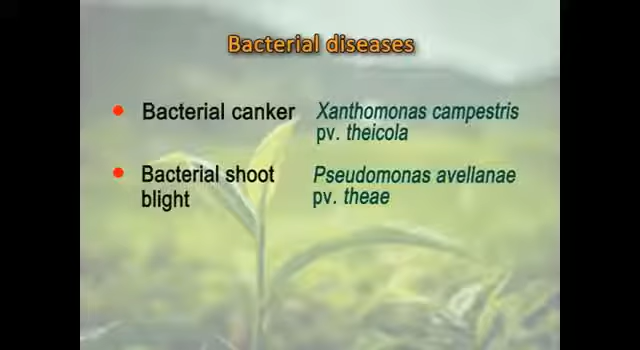 Bacterial diseases
Bacterial canker Xanthomonas campestris
pv. theicola
Bacterial shoot Pseudomonas avellanae
blight pv. theae